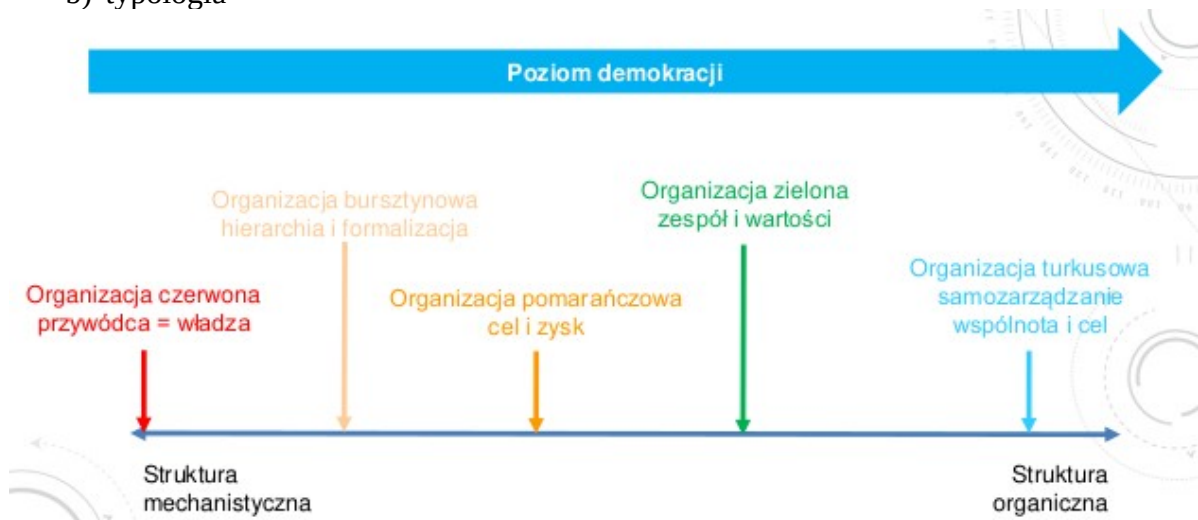 b) typologia
Poziom demokracji
Organizacja bursztynowa
hierarchia i formalizacja
Organizacja zielona
zespół i wartości
Organizacja czerwona
przywódca = władza
Organizacja pomarańczowa
cel i zysk
Organizacja turkusowa
samozarządzanie
wspólnota i cel
Struktura
mechanistyczna
Struktura
organiczna